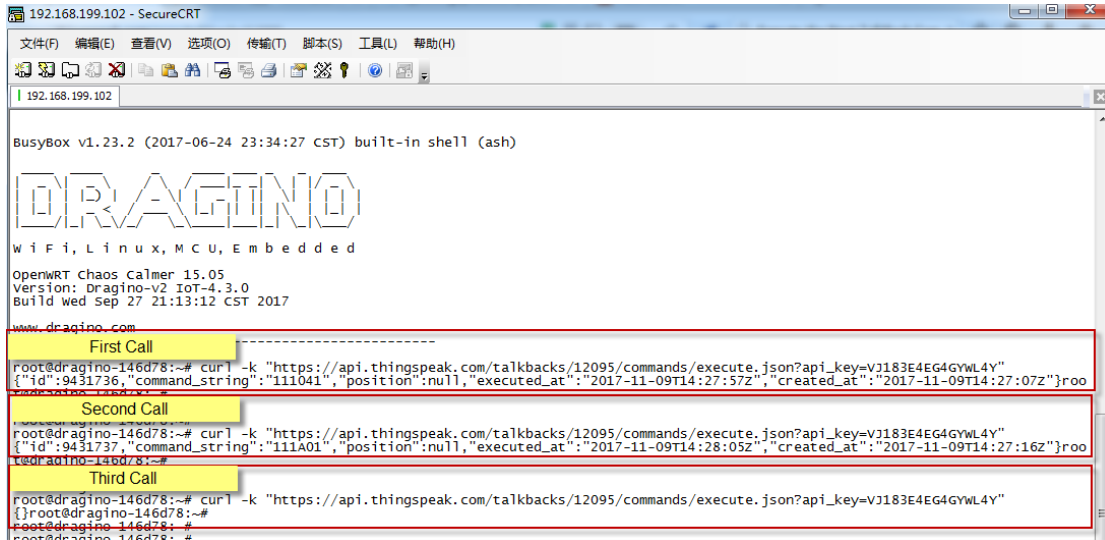 192.168.199.102 - SecureCRT
文件(F) 编辑(E) 查看(V) 选项(O) 传输(T) 脚本(S) 工具(L) 帮助(H)
192.168.199.102
BusyBox v1.23.2 (2017-06-24 23:34:27 CST) built-in shell (ash)
DRAGINO
W i F i, L i n u x, M C U, E m b e d d e d
OpenWRT Chaos Calmer 15.05
Version: Dragino-v2 IoT-4.3.0
Build Wed Sep 27 21:13:12 CST 2017
www.dragino.com
First Call
root@dragino-146d78:~# curl -k "https://api.thingspeak.com/talkbacks/12095/commands/execute.json?api_key=VJ183E4EG4GYWL4Y"
{"id":9431736,"command_string":"111041","position":null,"executed_at":"2017-11-09T14:27:57Z","created_at":"2017-11-09T14:27:07Z"}roo
t@dragino-146d78:~#
Second Call
root@dragino-146d78:~#
root@dragino-146d78:~# curl -k "https://api.thingspeak.com/talkbacks/12095/commands/execute.json?api_key=VJ183E4EG4GYWL4Y"
{"id":9431737,"command_string":"111A01","position":null,"executed_at":"2017-11-09T14:28:05Z","created_at":"2017-11-09T14:27:16Z"}roo
t@dragino-146d78:~#
Third Call
root@dragino-146d78:~# curl -k "https://api.thingspeak.com/talkbacks/12095/commands/execute.json?api_key=VJ183E4EG4GYWL4Y"
{}root@dragino-146d78:~#
root@dragino-146d78:~#
root@dragino-146d78:~#